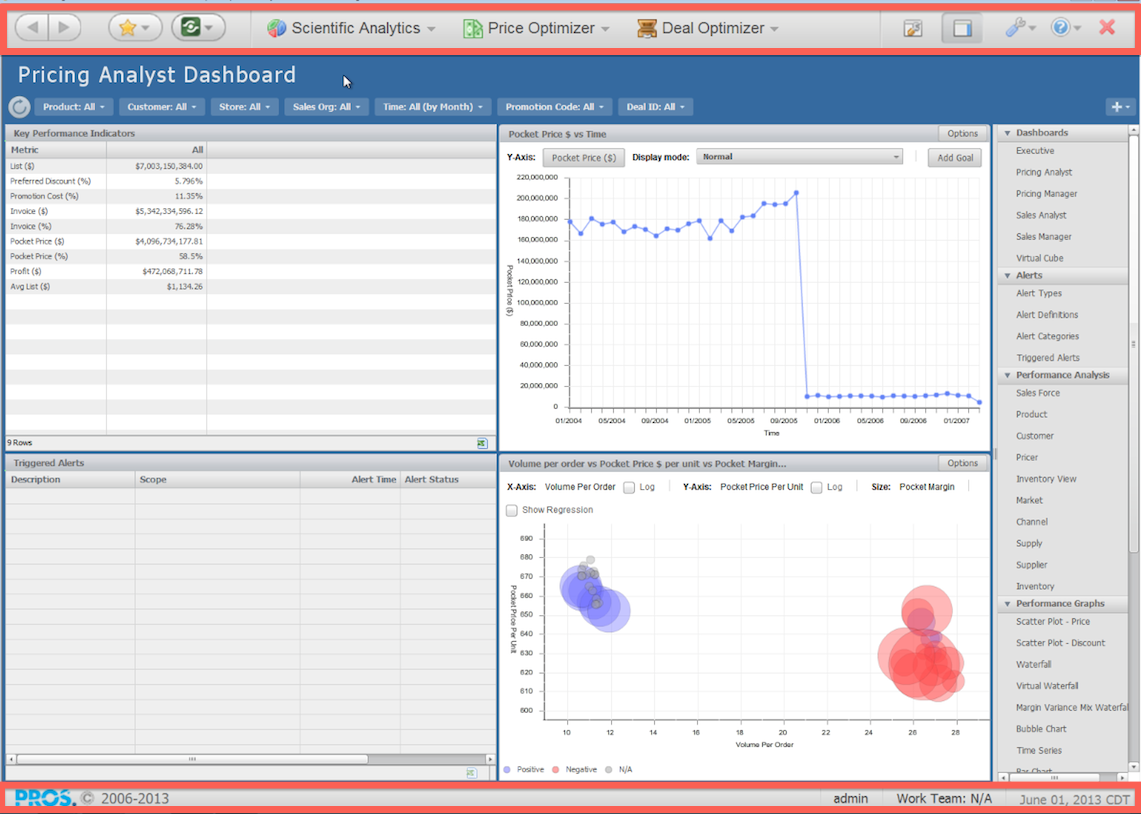 Scientific Analytics Price Optimizer Deal Optimizer
Pricing Analyst Dashboard
Product: All Customer: All Store: All Sales Org: All Time: All (by Month) Promotion Code: All Deal ID: All
Key Performance Indicators
Metric All
List ($) $7,003,150,384.00
Preferred Discount (%) 5.796%
Promotion Cost (%) 11.35%
Invoice ($) $5,342,334,596.12
Invoice (%) 76.28%
Pocket Price ($) $4,096,734,177.81
Pocket Price (%) 58.5%
Profit ($) $472,068,711.78
Avg List ($) $1,134.26
9 Rows
Pocket Price $ vs Time Options
Y-Axis: Pocket Price ($) Display mode: Normal Add Goal
220,000,000
200,000,000
180,000,000
160,000,000
140,000,000
120,000,000
100,000,000
80,000,000
60,000,000
40,000,000
20,000,000
0
Pocket Price ($)
01/2004 05/2004 09/2004 01/2005 05/2005 09/2005 01/2006 05/2006 09/2006 01/2007
Time
Triggered Alerts
Description Scope Alert Time Alert Status
Volume per order vs Pocket Price $ per unit vs Pocket Margin... Options
X-Axis: Volume Per Order Log Y-Axis: Pocket Price Per Unit Log Size: Pocket Margin
Show Regression
690
680
670
660
650
640
630
620
610
600
Pocket Price Per Unit
10 12 14 16 18 20 22 24 26 28
Volume Per Order
Positive Negative N/A
Dashboards
Executive
Pricing Analyst
Pricing Manager
Sales Analyst
Sales Manager
Virtual Cube
Alerts
Alert Types
Alert Definitions
Alert Categories
Triggered Alerts
Performance Analysis
Sales Force
Product
Customer
Pricer
Inventory View
Market
Channel
Supply
Supplier
Inventory
Performance Graphs
Scatter Plot - Price
Scatter Plot - Discount
Waterfall
Virtual Waterfall
Margin Variance Mix Waterfal
Bubble Chart
Time Series
Bar Chart
PROS. © 2006-2013 admin Work Team: N/A June 01, 2013 CDT